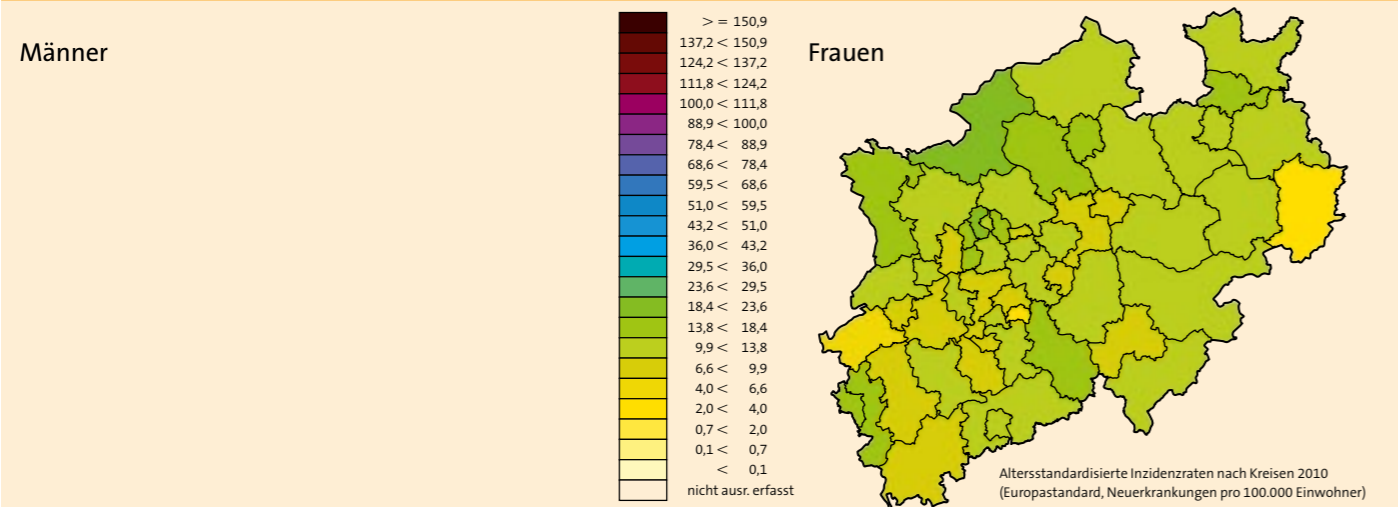 Männer
> = 150,9
137,2 < 150,9
124,2 < 137,2
111,8 < 124,2
100,0 < 111,8
88,9 < 100,0
78,4 < 88,9
68,6 < 78,4
59,5 < 68,6
51,0 < 59,5
43,2 < 51,0
36,0 < 43,2
29,5 < 36,0
23,6 < 29,5
18,4 < 23,6
13,8 < 18,4
9,9 < 13,8
6,6 < 9,9
4,0 < 6,6
2,0 < 4,0
0,7 < 2,0
0,1 < 0,7
< 0,1
nicht ausr. erfasst
Frauen
Altersstandardisierte Inzidenzraten nach Kreisen 2010
(Europastandard, Neuerkrankungen pro 100.000 Einwohner)